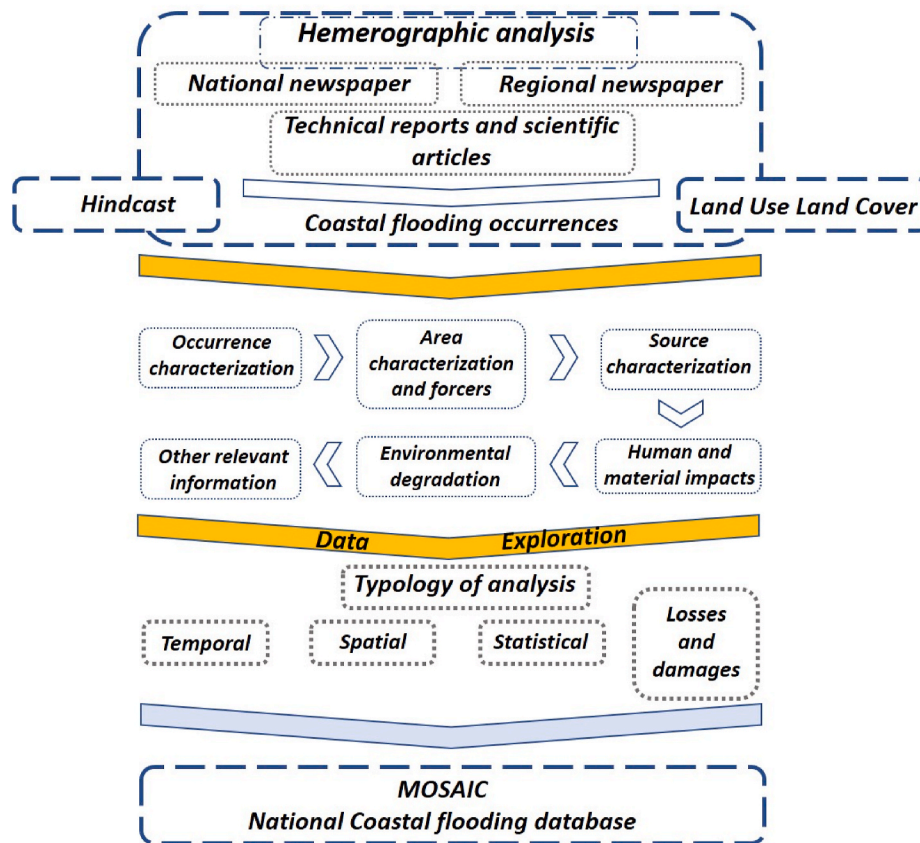 Hemerographic analysis
National newspaper
Regional newspaper
Technical reports and scientific
articles
Hindcast
Land Use Land Cover
Coastal flooding occurrences
Occurrence
characterization
Area
characterization
and forcers
Source
characterization
Human and
material impacts
Environmental
degradation
Other relevant
information
Data Exploration
Typology of analysis
Temporal
Spatial
Statistical
Losses
and
damages
MOSAIC
National Coastal flooding database